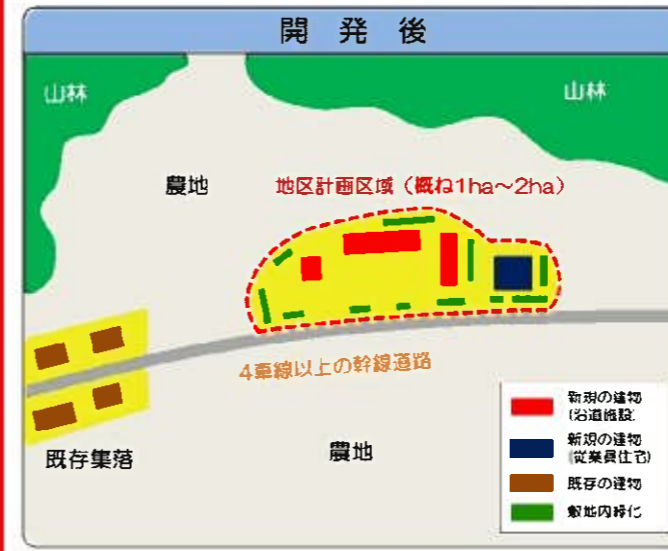 開発後
山林
山林
農地
地区計画区域（概ね1ha～2ha）
4車線以上の幹線道路
既存集落
農地
新規の建物
(沿道施設)
新規の建物
(従業員住宅)
既存の建物
敷地内緑化